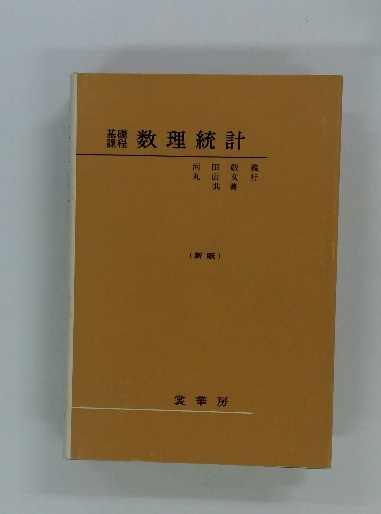 基礎課程 数理統計
河田敬義
丸山文行
共著
(新版)
裳華房